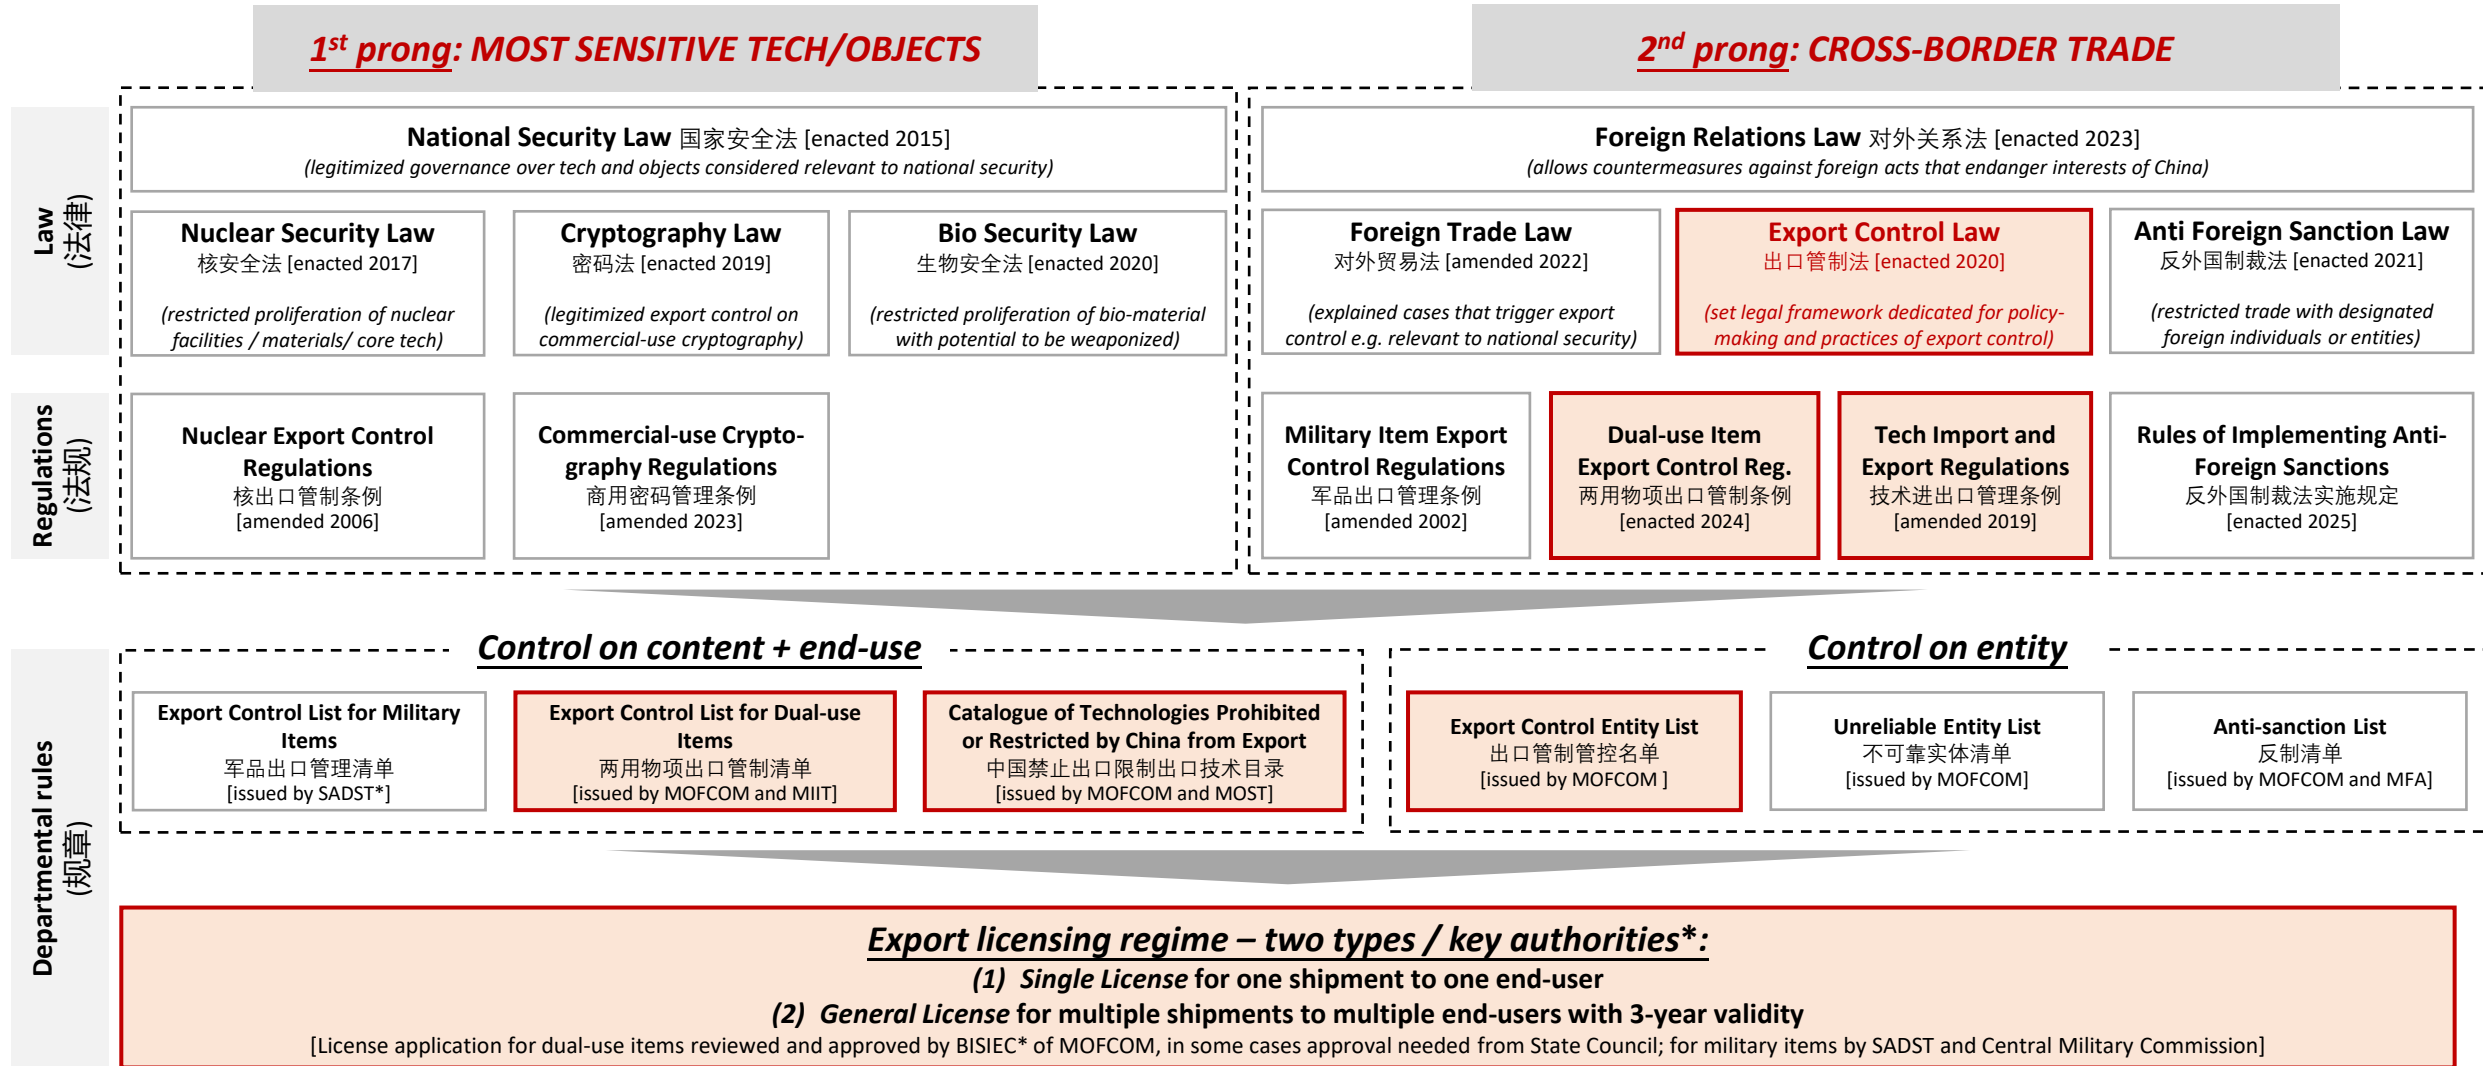 1st prong: MOST SENSITIVE TECH/OBJECTS
2nd prong: CROSS-BORDER TRADE
Law
(法律)
National Security Law 国家安全法 [enacted 2015]
(legitimized governance over tech and objects considered relevant to national security)
Foreign Relations Law 对外关系法 [enacted 2023]
(allows countermeasures against foreign acts that endanger interests of China)
Nuclear Security Law
核安全法 [enacted 2017]
(restricted proliferation of nuclear
facilities / materials/ core tech)
Cryptography Law
密码法 [enacted 2019]
(legitimized export control on
commercial-use cryptography)
Bio Security Law
生物安全法 [enacted 2020]
(restricted proliferation of bio-material
with potential to be weaponized)
Foreign Trade Law
对外贸易法 [amended 2022]
(explained cases that trigger export
control e.g. relevant to national security)
Export Control Law
出口管制法 [enacted 2020]
(set legal framework dedicated for policy-
making and practices of export control)
Anti Foreign Sanction Law
反外国制裁法 [enacted 2021]
(restricted trade with designated
foreign individuals or entities)
Regulations
(法规)
Nuclear Export Control
Regulations
核出口管制条例
[amended 2006]
Commercial-use Crypto-
graphy Regulations
商用密码管理条例
[amended 2023]
Military Item Export
Control Regulations
军品出口管理条例
[amended 2002]
Dual-use Item
Export Control Reg.
两用物项出口管制条例
[enacted 2024]
Tech Import and
Export Regulations
技术进出口管理条例
[amended 2019]
Rules of Implementing Anti-
Foreign Sanctions
反外国制裁法实施规定
[enacted 2025]
Departmental rules
(规章)
Control on content + end-use
Control on entity
Export Control List for Military
Items
军品出口管理清单
[issued by SADST*]
Export Control List for Dual-use
Items
两用物项出口管制清单
[issued by MOFCOM and MIIT]
Catalogue of Technologies Prohibited
or Restricted by China from Export
中国禁止出口限制出口技术目录
[issued by MOFCOM and MOST]
Export Control Entity List
出口管制管控名单
[issued by MOFCOM ]
Unreliable Entity List
不可靠实体清单
[issued by MOFCOM]
Anti-sanction List
反制清单
[issued by MOFCOM and MFA]
Export licensing regime – two types / key authorities*:
(1) Single License for one shipment to one end-user
(2) General License for multiple shipments to multiple end-users with 3-year validity
[License application for dual-use items reviewed and approved by BISIEC* of MOFCOM, in some cases approval needed from State Council; for military items by SADST and Central Military Commission]